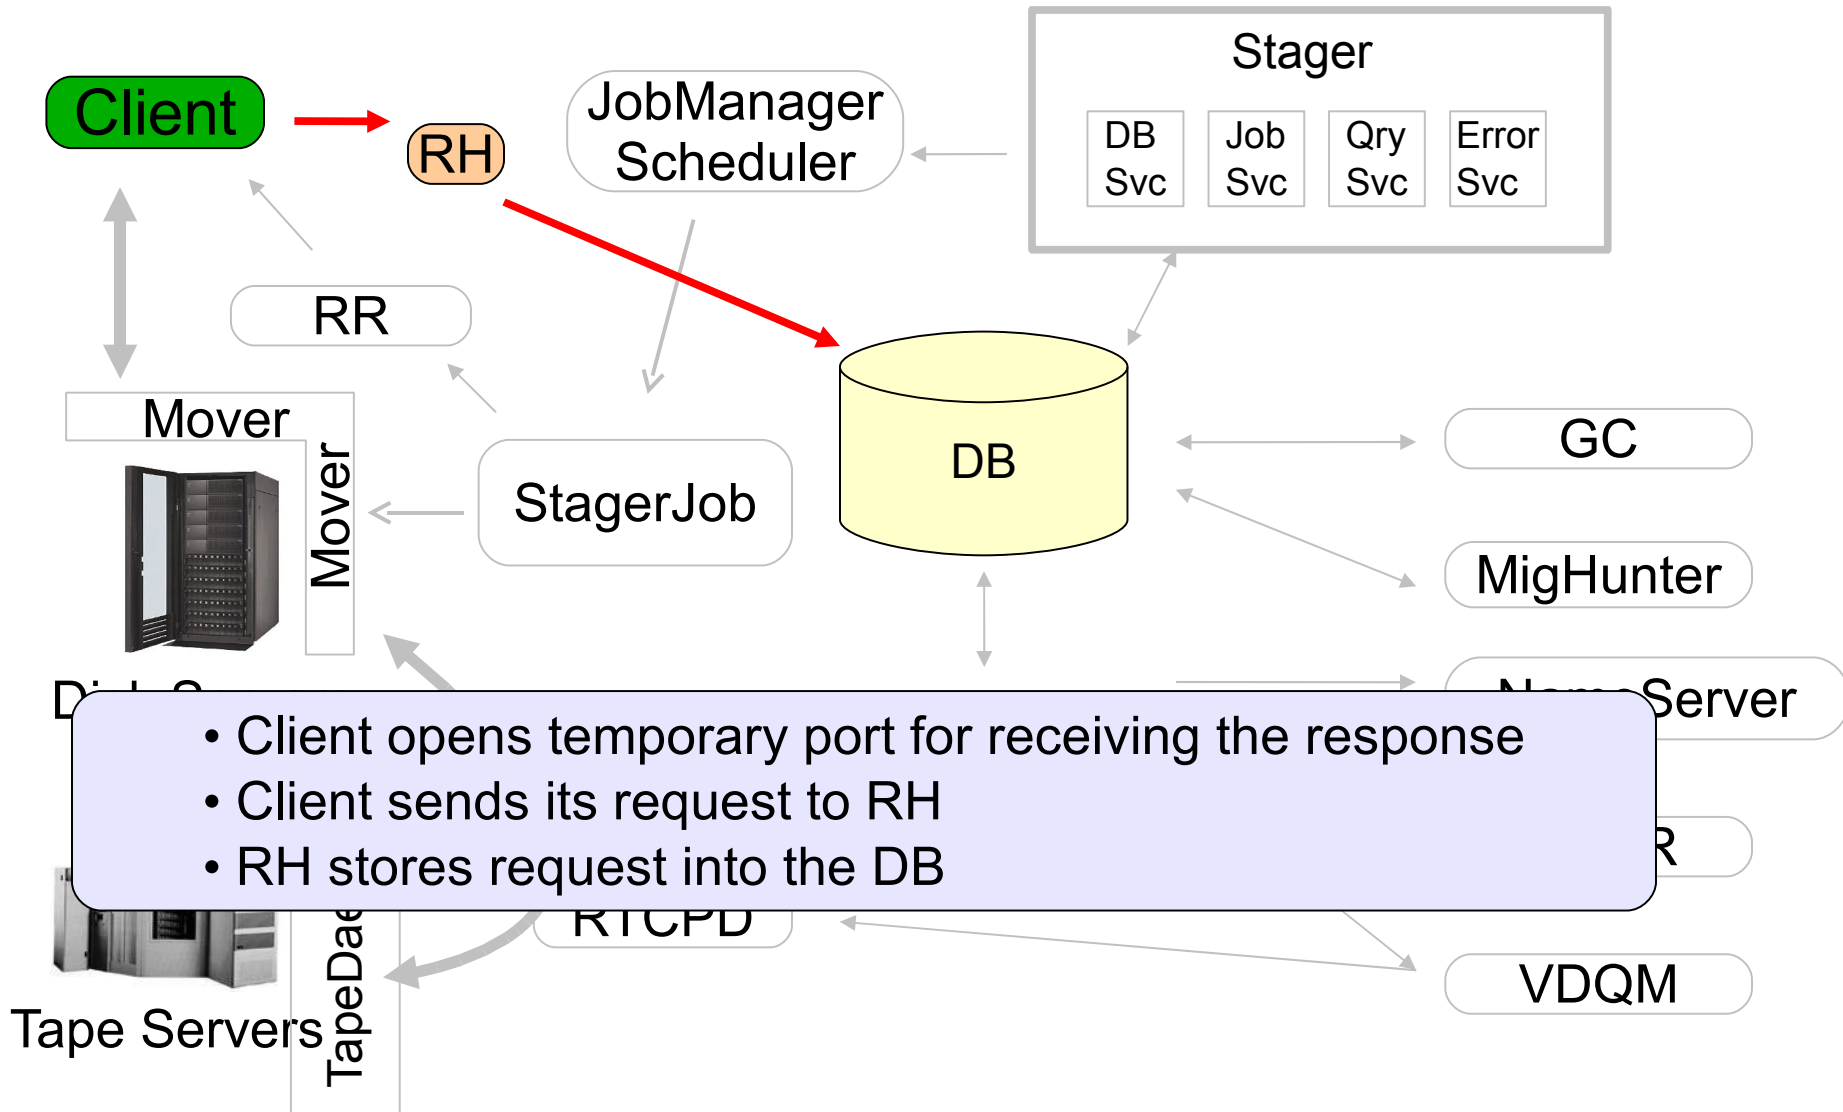 Stager
Client
RH
JobManager
Scheduler
DB
Svc
Job
Svc
Qry
Svc
Error
Svc
RR
Mover
Mover
StagerJob
DB
GC
MigHunter
NameServer
• Client opens temporary port for receiving the response
• Client sends its request to RH
• RH stores request into the DB
RTCPD
VDQM
Tape Servers